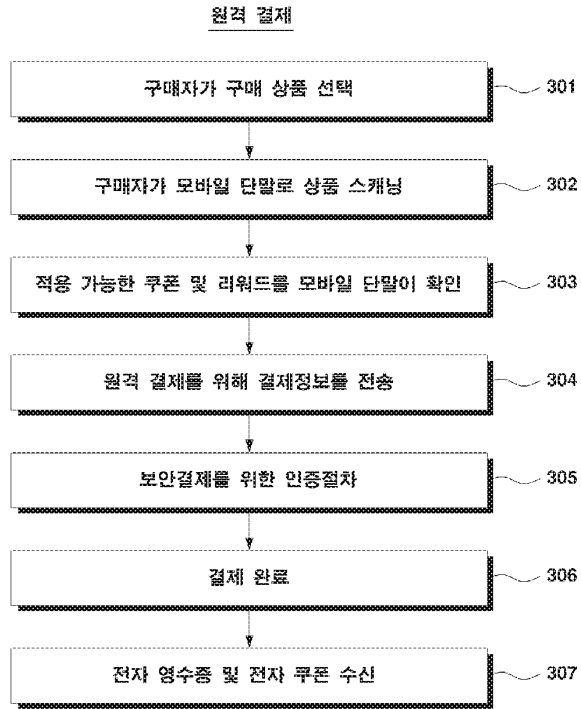 원격 결제
구매자가 구매 상품 선택 301
구매자가 모바일 단말로 상품 스캐닝 302
적용 가능한 쿠폰 및 리워드를 모바일 단말이 확인 303
원격 결제를 위해 결제정보를 전송 304
보안결제를 위한 인증절차 305
결제 완료 306
전자 영수증 및 전자 쿠폰 수신 307